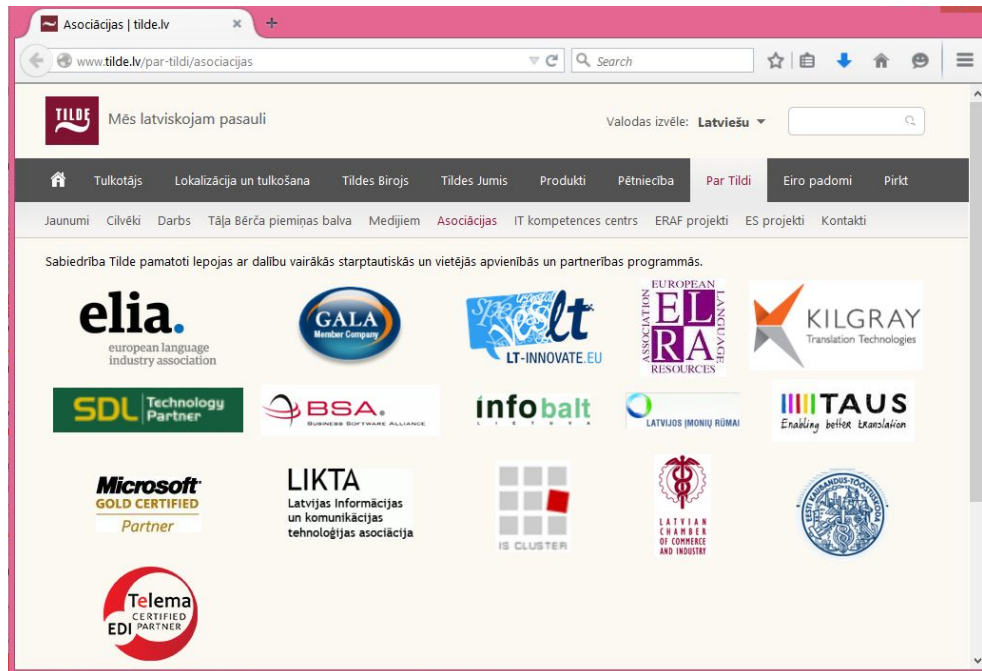 Asociācijas | tilde.lv
www.tilde.lv/par-tildi/asociacijas
Search
TILDE
Mēs latviskojam pasauli
Valodas izvēle: Latviešu
Tulkotājs Lokalizācija un tulkošana Tildes Birojs Tildes Jumis Produkti Pētniecība Par Tildi Eiro padomi Pirkt
Jaunumi Cilvēki Darbs Tāļa Bērča piemiņas balva Medijiem Asociācijas IT kompetences centrs ERAF projekti ES projekti Kontakti
Sabiedrība Tilde pamatoti lepojas ar dalību vairākās starptautiskās un vietējās apvienībās un partnerības programmās.
elia.
european language
industry association
GALA
Member Company
lt
LT-INNOVATE.EU
EUROPEAN
LANGUAGE
ASSOCIATION
ELRA
RESOURCES
KILGRAY
Translation Technologies
SDL Technology
Partner
BSA.
BUSINESS SOFTWARE ALLIANCE
infobalt
LIETUVA
LATVIJOS ĮMONIŲ RŪMAI
TAUS
Enabling better translation
Microsoft
GOLD CERTIFIED
Partner
LIKTA
Latvijas Informācijas
un komunikācijas
tehnoloģijas asociācija
IS CLUSTER
LATVIAN
CHAMBER
OF COMMERCE
AND INDUSTRY
EESTI KAUBANDUS-TÖÖSTUSKODA
Telema
CERTIFIED
EDI PARTNER